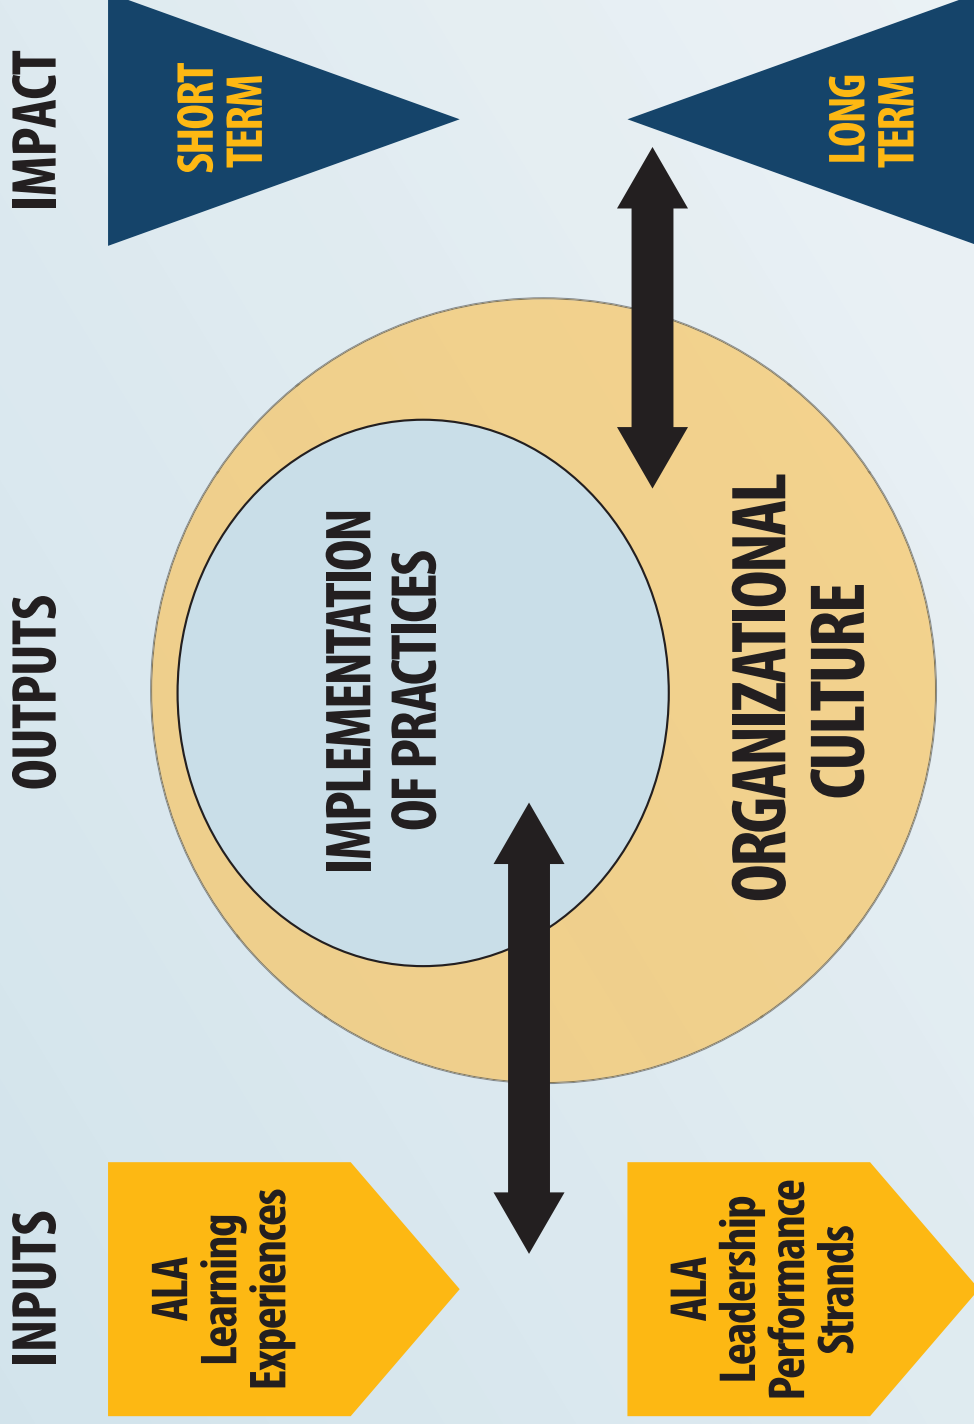 INPUTS
OUTPUTS
IMPACT
ALA
Learning
Experiences
ALA
Leadership
Performance
Strands
IMPLEMENTATION
OF PRACTICES
ORGANIZATIONAL
CULTURE
SHORT
TERM
LONG
TERM